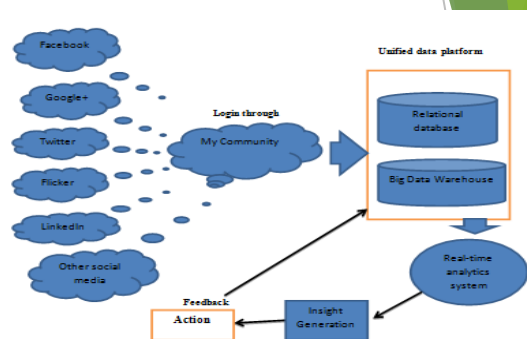 Facebook
Google+
Twitter
Flicker
LinkedIn
Other social
media
Login through
My Community
Unified data platform
Relational
database
Big Data Warehouse
Real-time
analytics
system
Insight
Generation
Feedback
Action